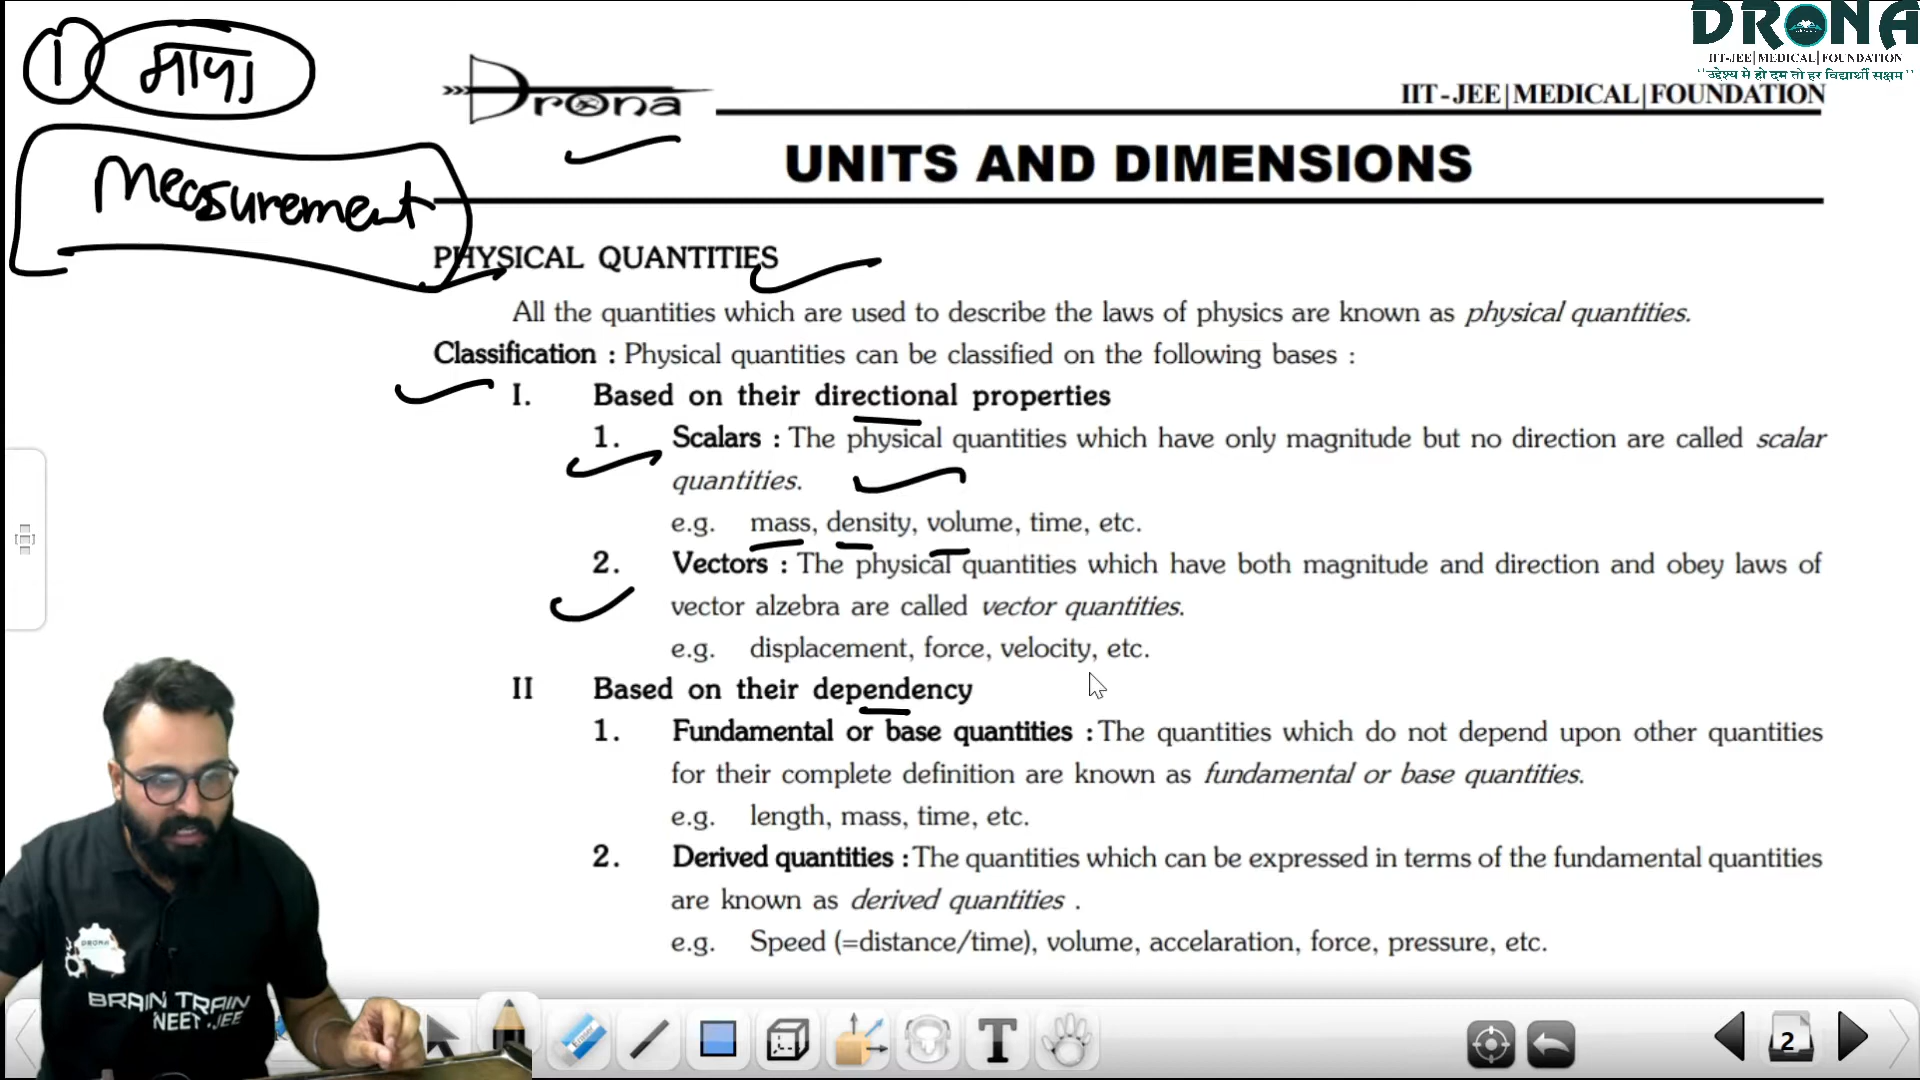 1 मापन
Measurement
DRONA
IIT-JEE|MEDICAL|FOUNDATION
"उद्देश्य मे हो दम तो हर विद्यार्थी सक्षम"
Drona
IIT-JEE|MEDICAL|FOUNDATION
UNITS AND DIMENSIONS
PHYSICAL QUANTITIES
All the quantities which are used to describe the laws of physics are known as physical quantities.
Classification : Physical quantities can be classified on the following bases :
I. Based on their directional properties
1. Scalars : The physical quantities which have only magnitude but no direction are called scalar
quantities.
e.g. mass, density, volume, time, etc.
2. Vectors : The physical quantities which have both magnitude and direction and obey laws of
vector alzebra are called vector quantities.
e.g. displacement, force, velocity, etc.
II Based on their dependency
1. Fundamental or base quantities : The quantities which do not depend upon other quantities
for their complete definition are known as fundamental or base quantities.
e.g. length, mass, time, etc.
2. Derived quantities : The quantities which can be expressed in terms of the fundamental quantities
are known as derived quantities .
e.g. Speed (=distance/time), volume, accelaration, force, pressure, etc.
DRONA
BRAIN TRAIN
NEET.JEE
T
2